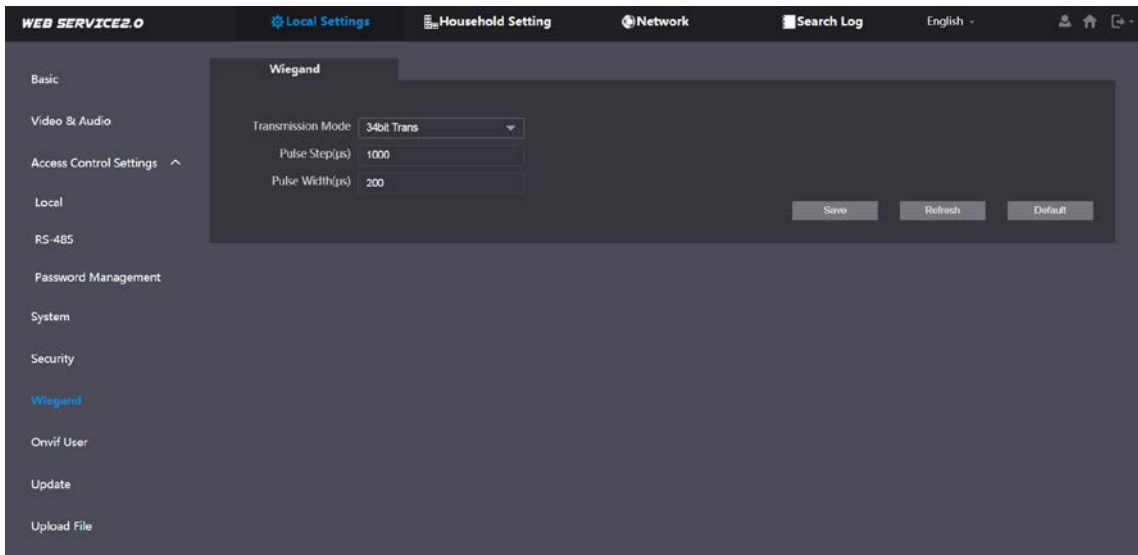 WEB SERVICE2.0 Local Settings Household Setting Network Search Log English
Basic
Video & Audio
Access Control Settings
Local
RS-485
Password Management
System
Security
Wiegand
Onvif User
Update
Upload File
Wiegand
Transmission Mode 34bit Trans
Pulse Step(μs) 1000
Pulse Width(μs) 200
Save Refresh Default